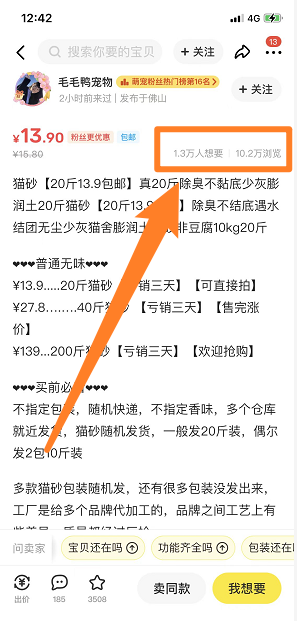 12:42
4G
搜索你要的宝贝
+ 关注
13
毛毛鸭宠物
萌宠粉丝热门榜第16名 >
2小时前来过 | 发布于佛山
+ 关注
¥13.90 粉丝更优惠 包邮
¥15.80
1.3万人想要 | 10.2万浏览
猫砂【20斤13.9包邮】真20斤除臭不黏底少灰膨
润土20斤猫砂【20斤13.9】除臭不结底遇水
结团无尘少灰猫舍膨润土 非豆腐10kg20斤
❤❤❤普通无味❤❤❤
¥13.9.....20斤猫砂【亏销三天】【可直接拍】
¥27.8........40斤猫砂【亏销三天】【售完涨
价】
¥139...200斤猫砂【亏销三天】【欢迎抢购】
❤❤❤买前必 ❤❤❤
不指定包装,随机快递,不指定香味,多个仓库
就近发货,猫砂随机发货,一般发20斤装,偶尔
发2包10斤装
多款猫砂包装随机发,还有很多包装没发出来,
工厂是给多个品牌代加工的,品牌之间工艺上有
问卖家
宝贝还在吗
功能齐全吗
包装还在
出价
185
3508
卖同款
我想要